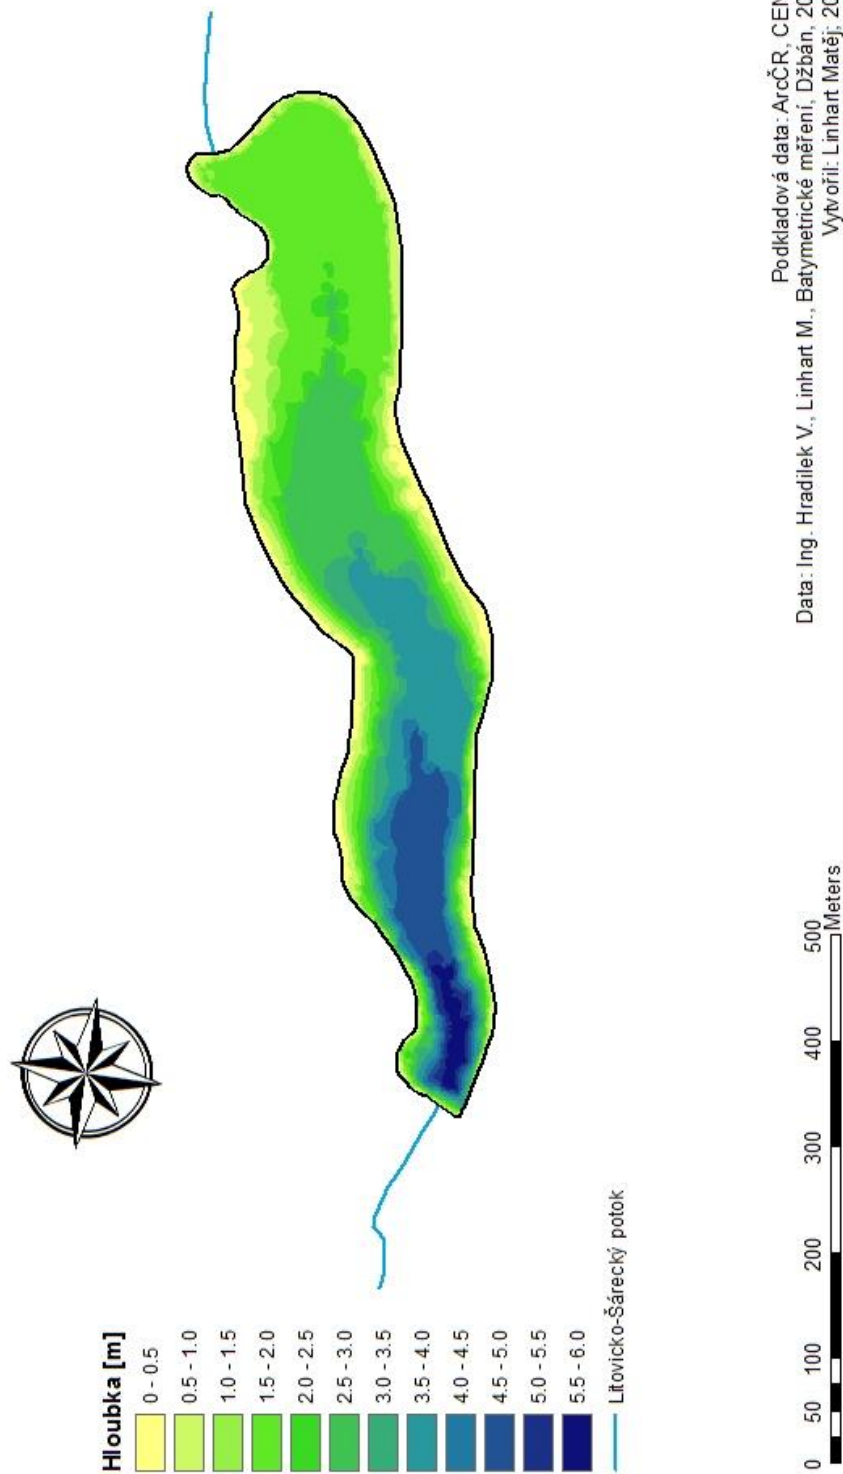 Hloubka [m]
0 - 0.5
0.5 - 1.0
1.0 - 1.5
1.5 - 2.0
2.0 - 2.5
2.5 - 3.0
3.0 - 3.5
3.5 - 4.0
4.0 - 4.5
4.5 - 5.0
5.0 - 5.5
5.5 - 6.0
Litovicko-Šárecký potok
0 50 100 200 300 400 500
Meters
Podkladová data: ArcČR, CEN
Data: Ing. Hradilek V., Linhart M., Batymetrické měření, Džbán, 20
Vytvořil: Linhart Matěj; 20